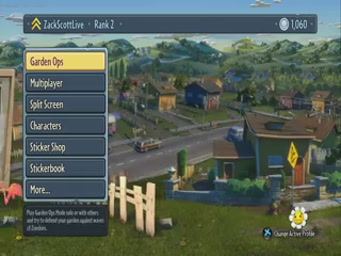 ZackScottLive · Rank 2
1,060
Garden Ops
Multiplayer
Split Screen
Characters
Sticker Shop
Stickerbook
More...
Play Garden Ops Mode solo or with others
and try to defend your garden against waves
of Zombies.
Change Active Profile